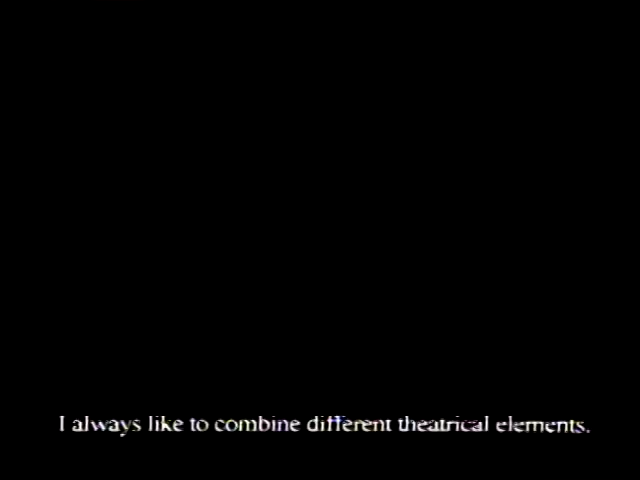 I always like to combine different theatrical elements.